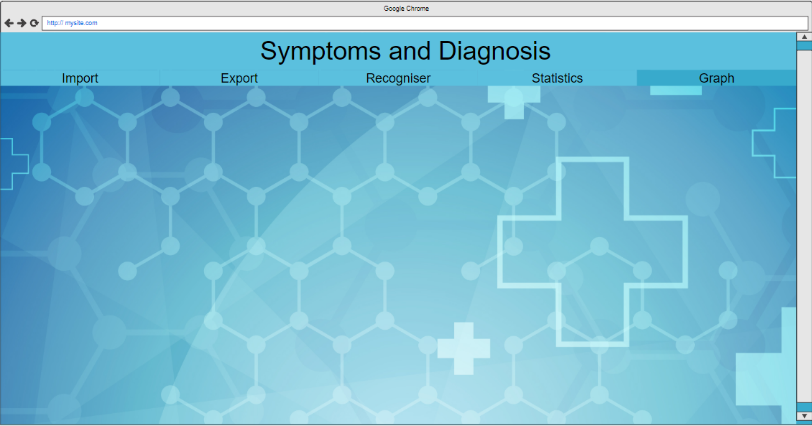 Google Chrome
http:// mysite.com
Symptoms and Diagnosis
Import Export Recogniser Statistics Graph